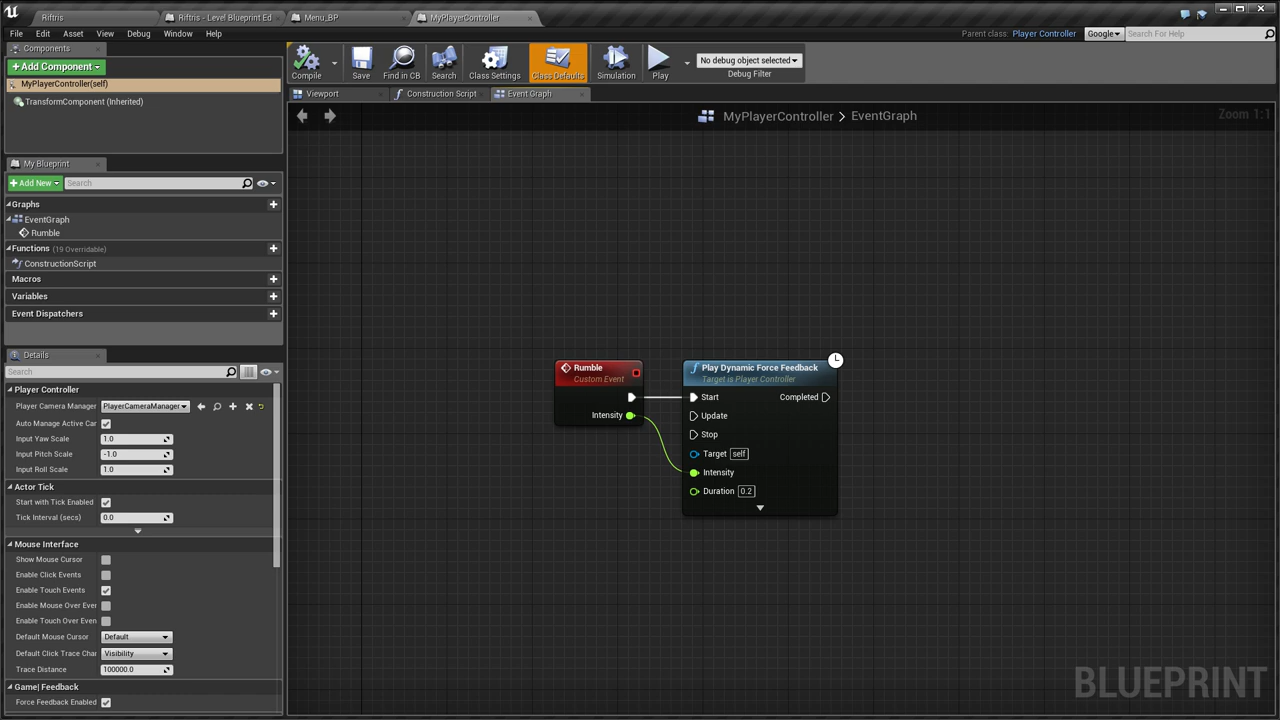 Riftris
Riftris - Level Blueprint Ed
Menu_BP
MyPlayerController
File Edit Asset View Debug Window Help
Parent class: Player Controller
Google
Search For Help
Components
+ Add Component
MyPlayerController(self)
TransformComponent (Inherited)
Compile
Save
Find in CB
Search
Class Settings
Class Defaults
Simulation
Play
No debug object selected
Debug Filter
Viewport
Construction Script
Event Graph
MyPlayerController > EventGraph
Zoom 1:1
My Blueprint
+ Add New
Search
Graphs
EventGraph
Rumble
Functions (19 Overridable)
ConstructionScript
Macros
Variables
Event Dispatchers
Details
Search
Player Controller
Player Camera Manager PlayerCameraManager
Auto Manage Active Car
Input Yaw Scale 1.0
Input Pitch Scale -1.0
Input Roll Scale 1.0
Actor Tick
Start with Tick Enabled
Tick Interval (secs) 0.0
Mouse Interface
Show Mouse Cursor
Enable Click Events
Enable Touch Events
Enable Mouse Over Ever
Enable Touch Over Even
Default Mouse Cursor Default
Default Click Trace Char Visibility
Trace Distance 100000.0
Game| Feedback
Force Feedback Enabled
Rumble
Custom Event
Intensity
Play Dynamic Force Feedback
Target is Player Controller
Start Completed
Update
Stop
Target self
Intensity
Duration 0.2
BLUEPRINT